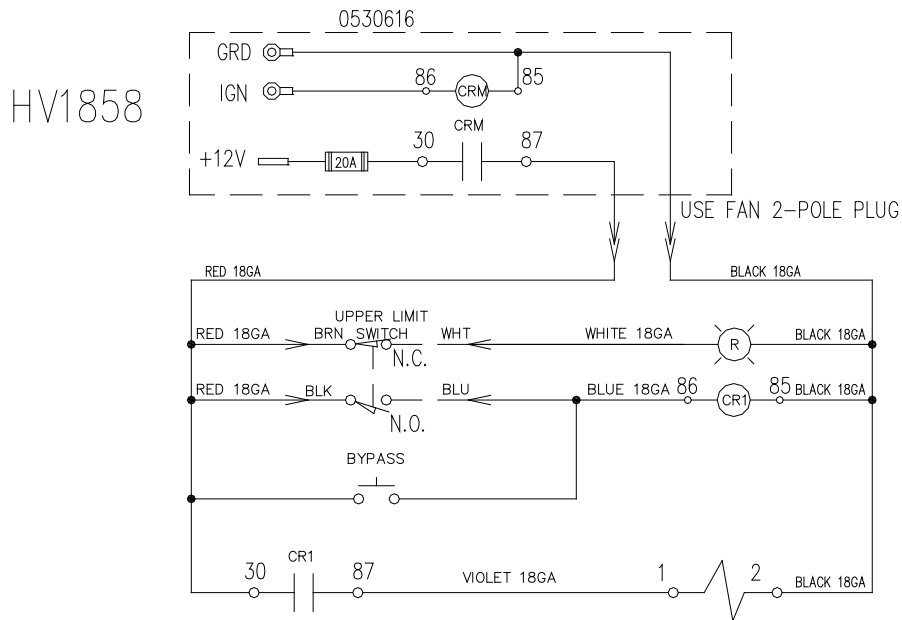 0530616
HV1858
GRD
86 CRM 85
IGN
CRM
+12V 20A 30 87
USE FAN 2-POLE PLUG
RED 18GA BLACK 18GA
UPPER LIMIT
RED 18GA BRN SWITCH WHT WHITE 18GA R BLACK 18GA
N.C.
RED 18GA BLK BLU BLUE 18GA 86 CR1 85 BLACK 18GA
N.O.
BYPASS
CR1
30 87 VIOLET 18GA 1 2 BLACK 18GA